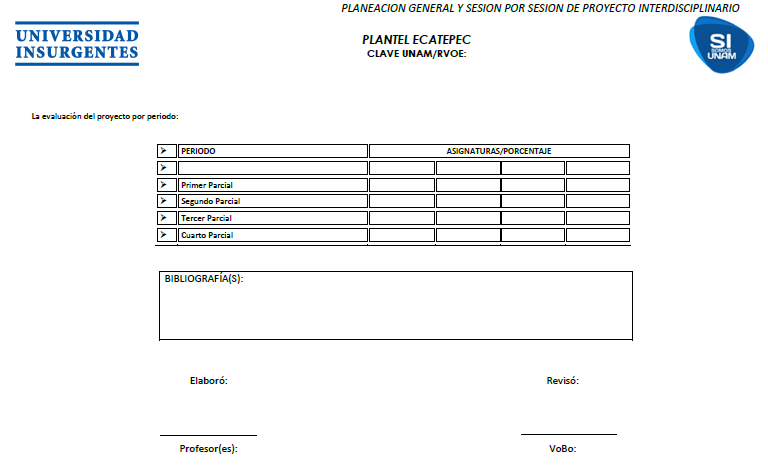 PLANEACION GENERAL Y SESION POR SESION DE PROYECTO INTERDISCIPLINARIO
UNIVERSIDAD
INSURGENTES
PLANTEL ECATEPEC
CLAVE UNAM/RVOE:
SI
SOMOS
UNAM
La evaluación del proyecto por periodo:
PERIODO ASIGNATURAS/PORCENTAJE
Primer Parcial
Segundo Parcial
Tercer Parcial
Cuarto Parcial
BIBLIOGRAFÍA(S):
Elaboró: Revisó:
Profesor(es): VoBo: